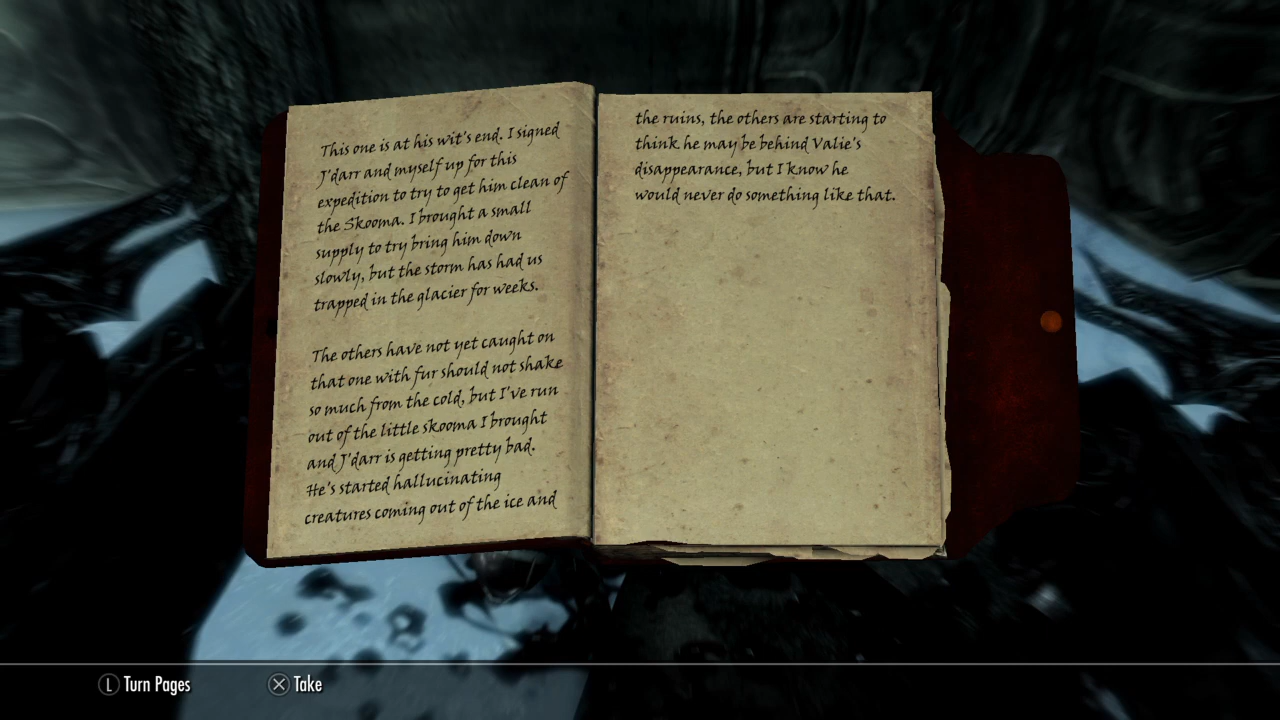 This one is at his wit's end. I signed
J'darr and myself up for this
expedition to try to get him clean of
the Skooma. I brought a small
supply to try bring him down
slowly, but the storm has had us
trapped in the glacier for weeks.
The others have not yet caught on
that one with fur should not shake
so much from the cold, but I've run
out of the little skooma I brought
and J'darr is getting pretty bad.
He's started hallucinating
creatures coming out of the ice and
the ruins, the others are starting to
think he may be behind Valie's
disappearance, but I know he
would never do something like that.
L Turn Pages
X Take